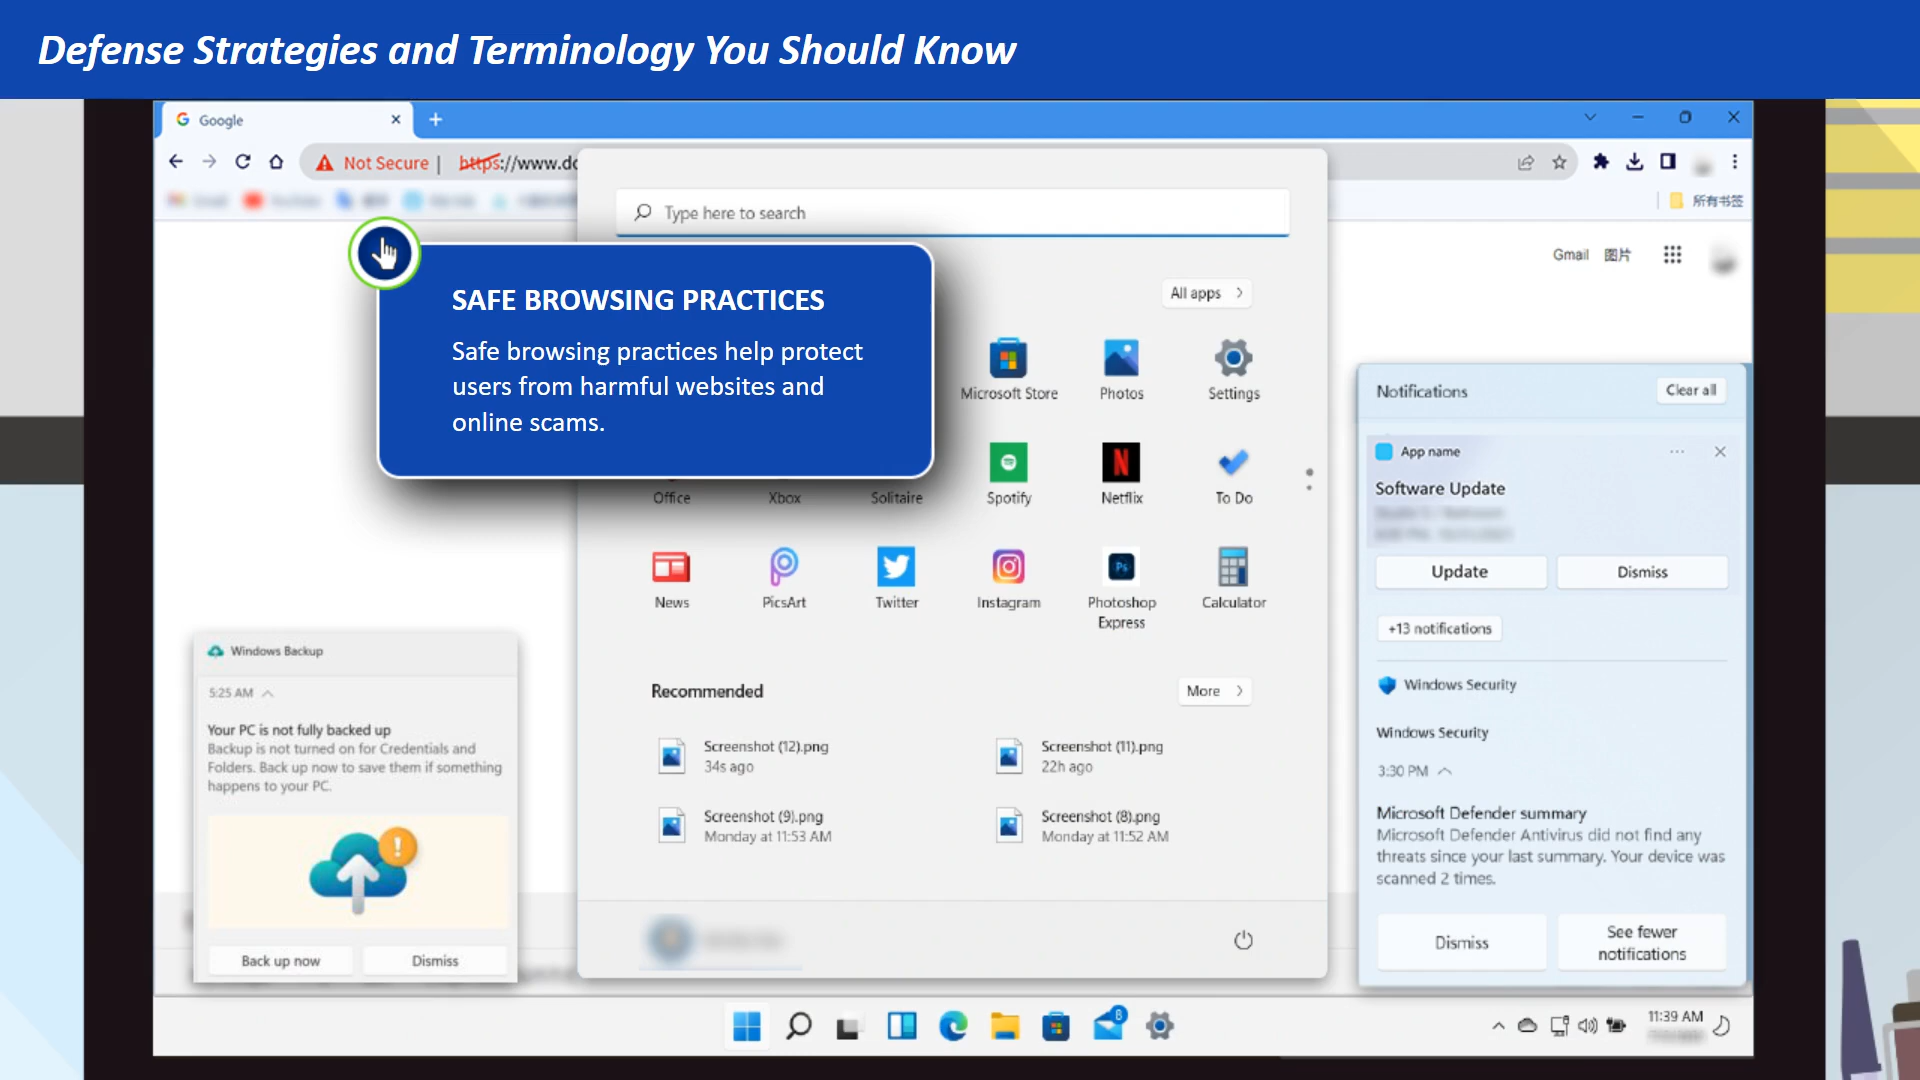 Defense Strategies and Terminology You Should Know
Google
Not Secure | https://www.do
所有书签
Type here to search
Gmail 图片
SAFE BROWSING PRACTICES
Safe browsing practices help protect
users from harmful websites and
online scams.
All apps
Microsoft Store Photos Settings
Office Xbox Solitaire Spotify Netflix To Do
News PicsArt Twitter Instagram Photoshop
Express
Calculator
Recommended More
Screenshot (12).png
34s ago
Screenshot (11).png
22h ago
Screenshot (9).png
Monday at 11:53 AM
Screenshot (8).png
Monday at 11:52 AM
Windows Backup
5:25 AM
Your PC is not fully backed up
Backup is not turned on for Credentials and
Folders. Back up now to save them if something
happens to your PC.
Back up now Dismiss
Notifications Clear all
App name
Software Update
Update Dismiss
+13 notifications
Windows Security
Windows Security
3:30 PM
Microsoft Defender summary
Microsoft Defender Antivirus did not find any
threats since your last summary. Your device was
scanned 2 times.
Dismiss
See fewer
notifications
Ps
8
11:39 AM